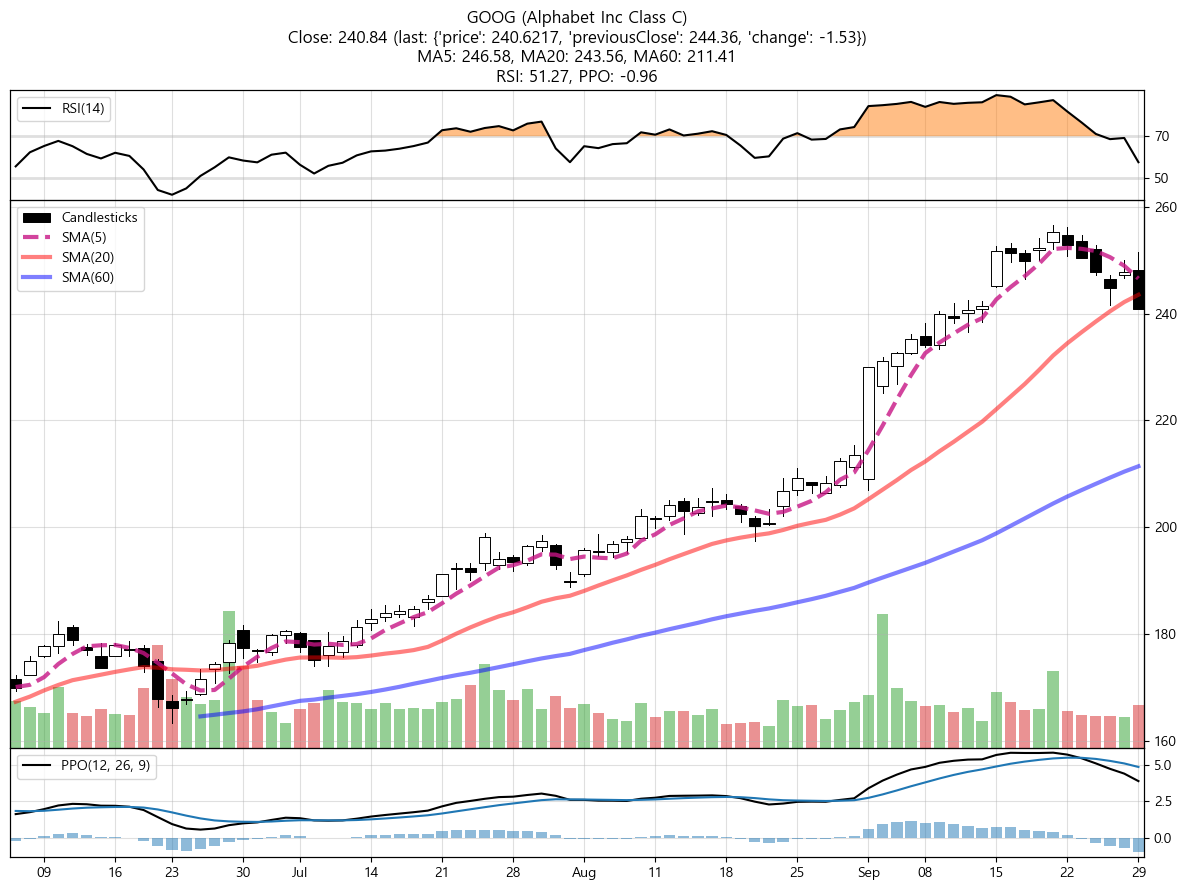 GOOG (Alphabet Inc Class C)
Close: 240.84 (last: {'price': 240.6217, 'previousClose': 244.36, 'change': -1.53})
MA5: 246.58, MA20: 243.56, MA60: 211.41
RSI: 51.27, PPO: -0.96
RSI(14)
70
50
Candlesticks
SMA(5)
SMA(20)
SMA(60)
260
240
220
200
180
160
PPO(12, 26, 9)
5.0
2.5
0.0
09 16 23 30 Jul 14 21 28 Aug 11 18 25 Sep 08 15 22 29